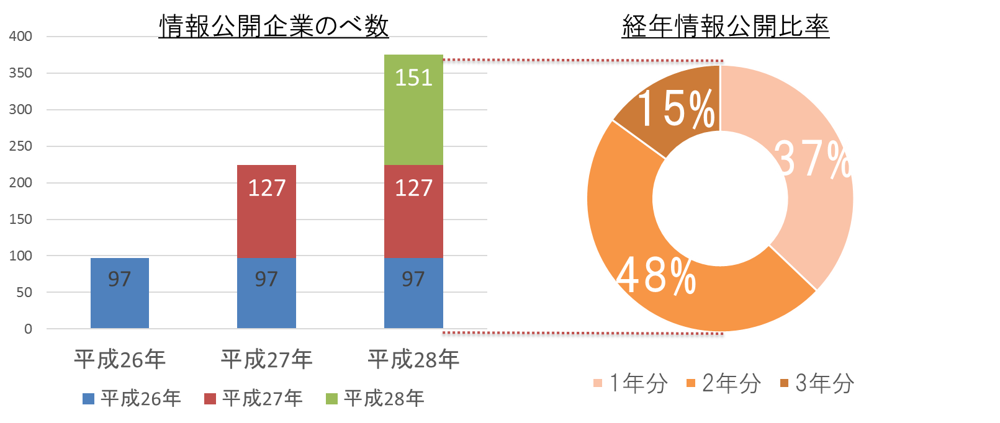 情報公開企業のべ数
400
350
300
250
200
150
100
50
0
97
127
97
151
127
97
平成26年
平成27年
平成28年
平成26年
平成27年
平成28年
経年情報公開比率
15%
37%
48%
1年分
2年分
3年分